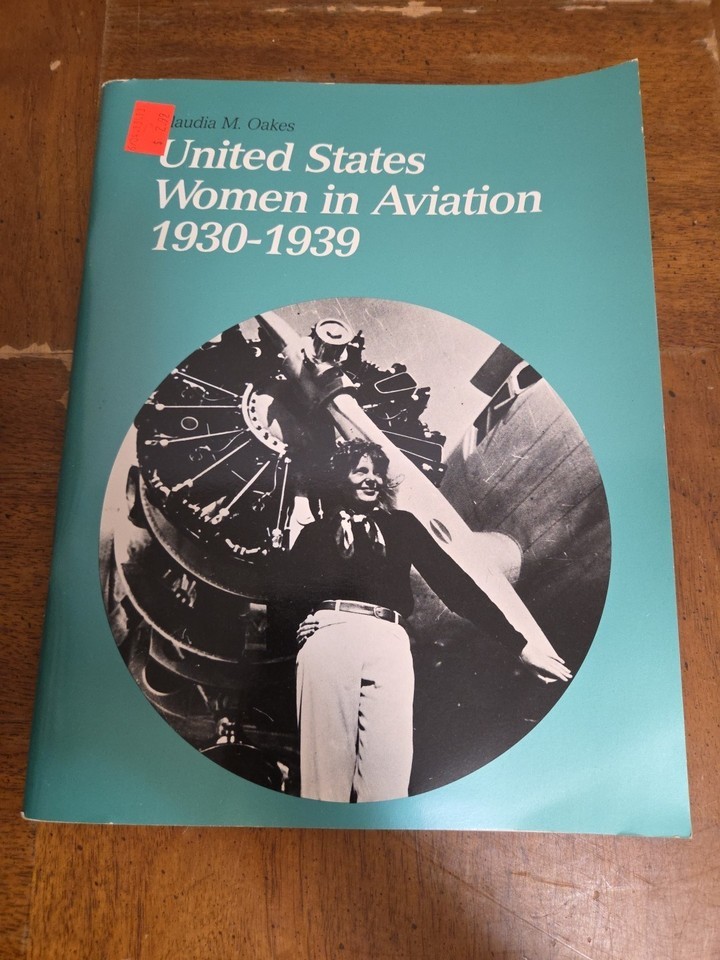 laudia M. Oakes
United States
Women in Aviation
1930-1939